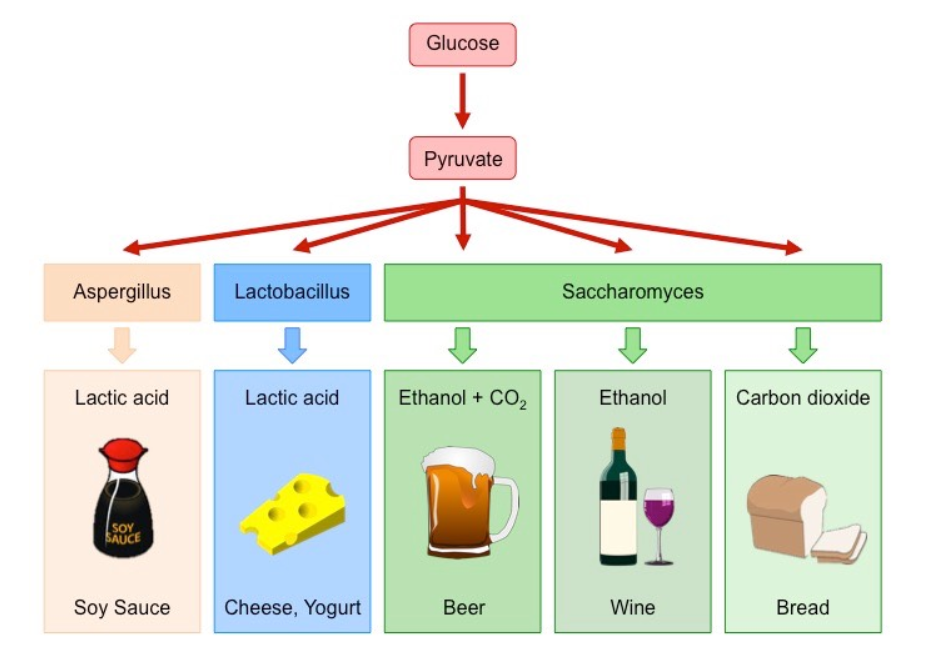 Glucose
Pyruvate
Aspergillus
Lactobacillus
Saccharomyces
Lactic acid
Lactic acid
Ethanol + CO₂
Ethanol
Carbon dioxide
SOY
SAUCE
Soy Sauce
Cheese, Yogurt
Beer
Wine
Bread